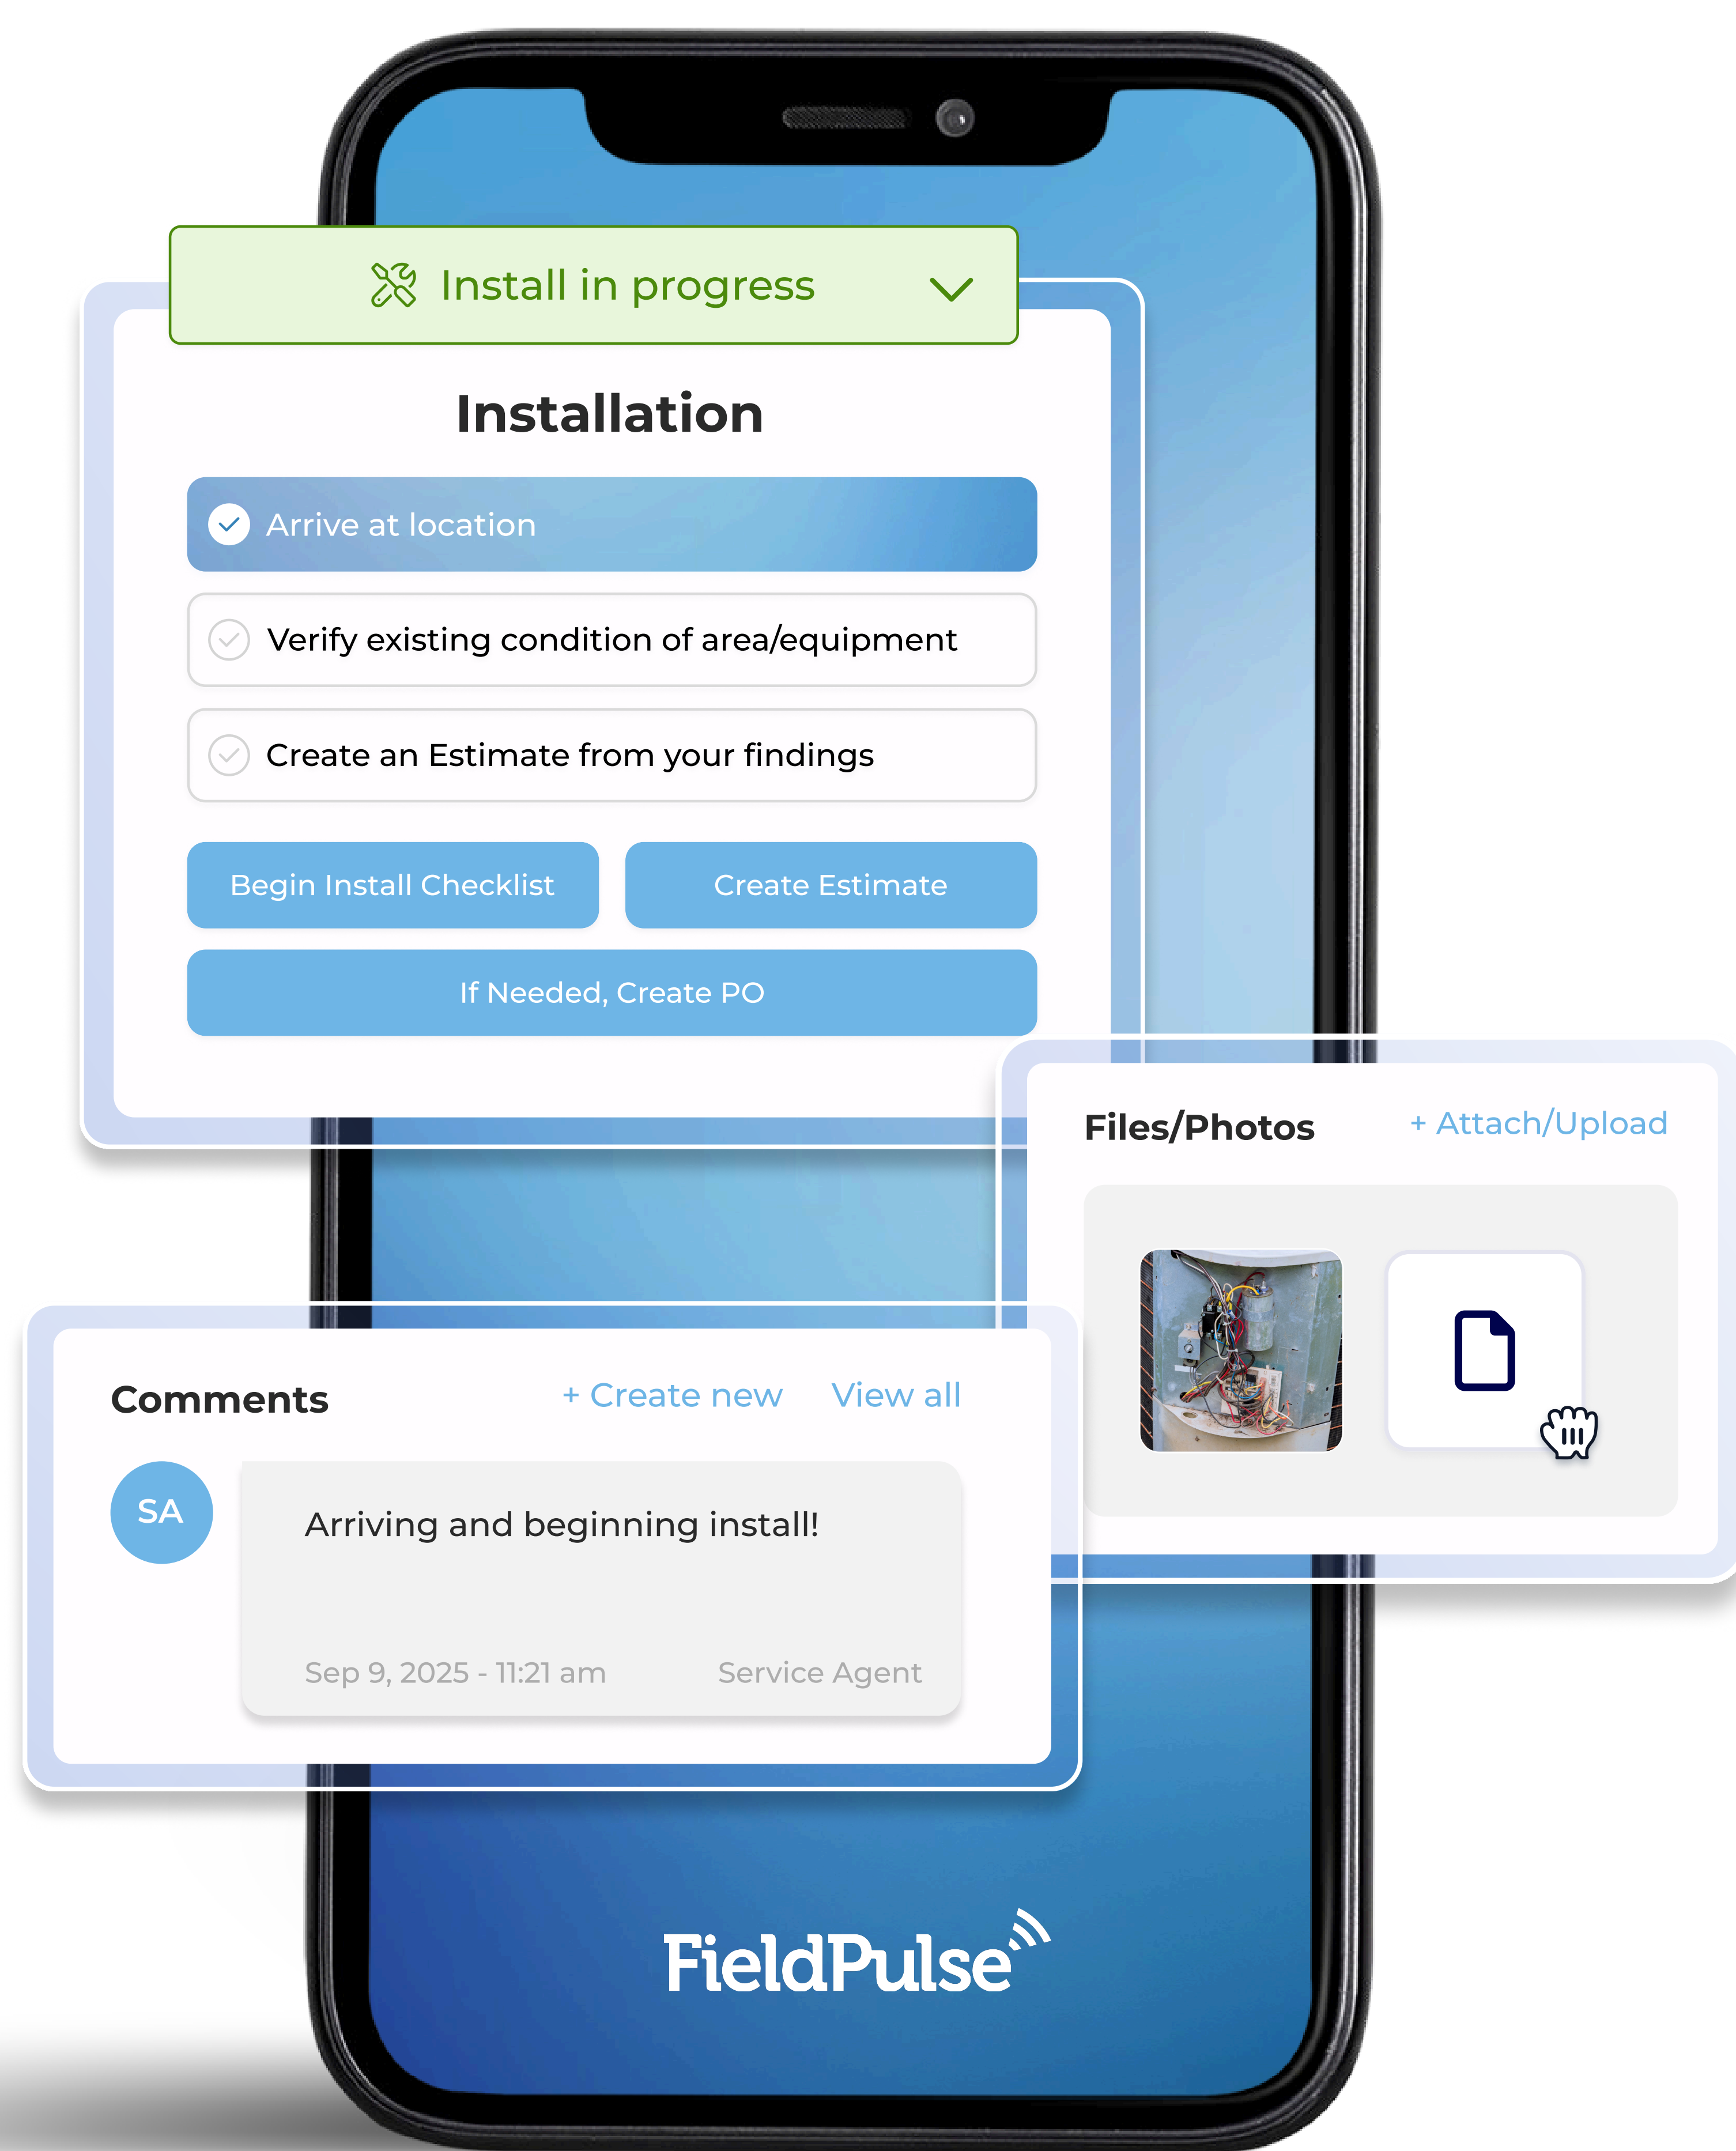 Install in progress
Installation
Arrive at location
Verify existing condition of area/equipment
Create an Estimate from your findings
Begin Install Checklist
Create Estimate
If Needed, Create PO
Files/Photos
+ Attach/Upload
Comments
+ Create new
View all
SA
Arriving and beginning install!
Sep 9, 2025 - 11:21 am
Service Agent
FieldPulse